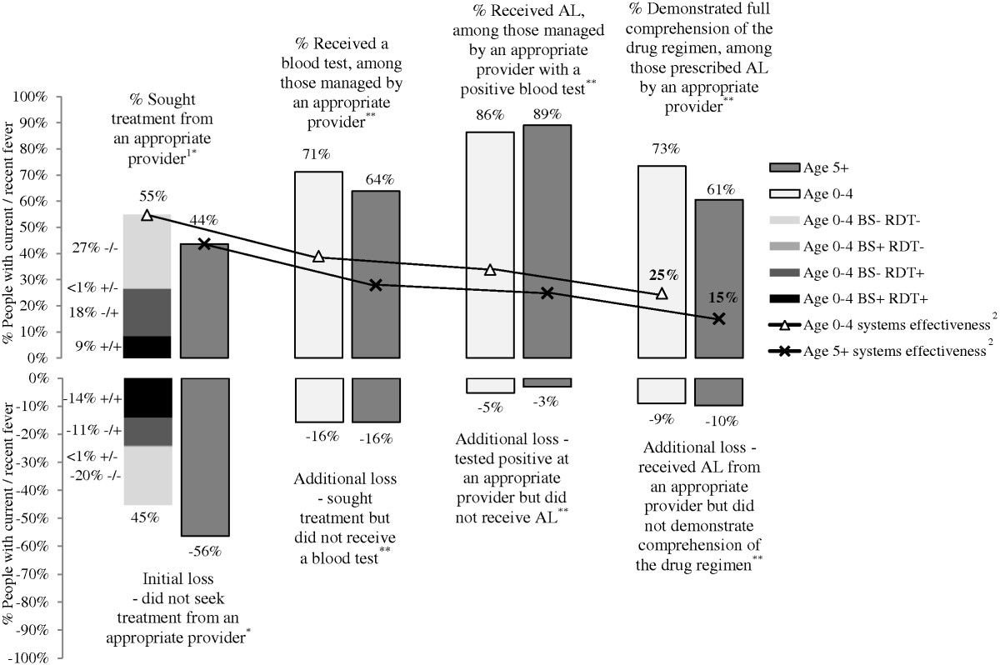 % Sought
treatment from
an appropriate
provider1*
% Received a
blood test, among
those managed by
an appropriate
provider**
% Received AL,
among those managed
by an appropriate
provider with a
positive blood test**
% Demonstrated full
comprehension of the
drug regimen, among
those prescribed AL
by an appropriate
provider**
% People with current / recent fever
100%
90%
80%
70%
60%
50%
40%
30%
20%
10%
0%
55%
44%
27% -/-
<1% +/-
18% -/+
9% +/+
71%
64%
86%
89%
73%
61%
25%
15%
Age 5+
Age 0-4
Age 0-4 BS- RDT-
Age 0-4 BS+ RDT-
Age 0-4 BS- RDT+
Age 0-4 BS+ RDT+
Age 0-4 systems effectiveness2
Age 5+ systems effectiveness2
% People with current / recent fever
0%
-10%
-20%
-30%
-40%
-50%
-60%
-70%
-80%
-90%
-100%
-14% +/+
-11% -/+
<1% +/-
-20% -/-
45%
-56%
-16%
-16%
-5%
-3%
-9%
-10%
Initial loss
- did not seek
treatment from an
appropriate provider*
Additional loss
- sought
treatment but
did not receive
a blood test**
Additional loss -
tested positive at
an appropriate
provider but did
not receive AL**
Additional loss -
received AL from
an appropriate
provider but did
not demonstrate
comprehension of
the drug regimen**